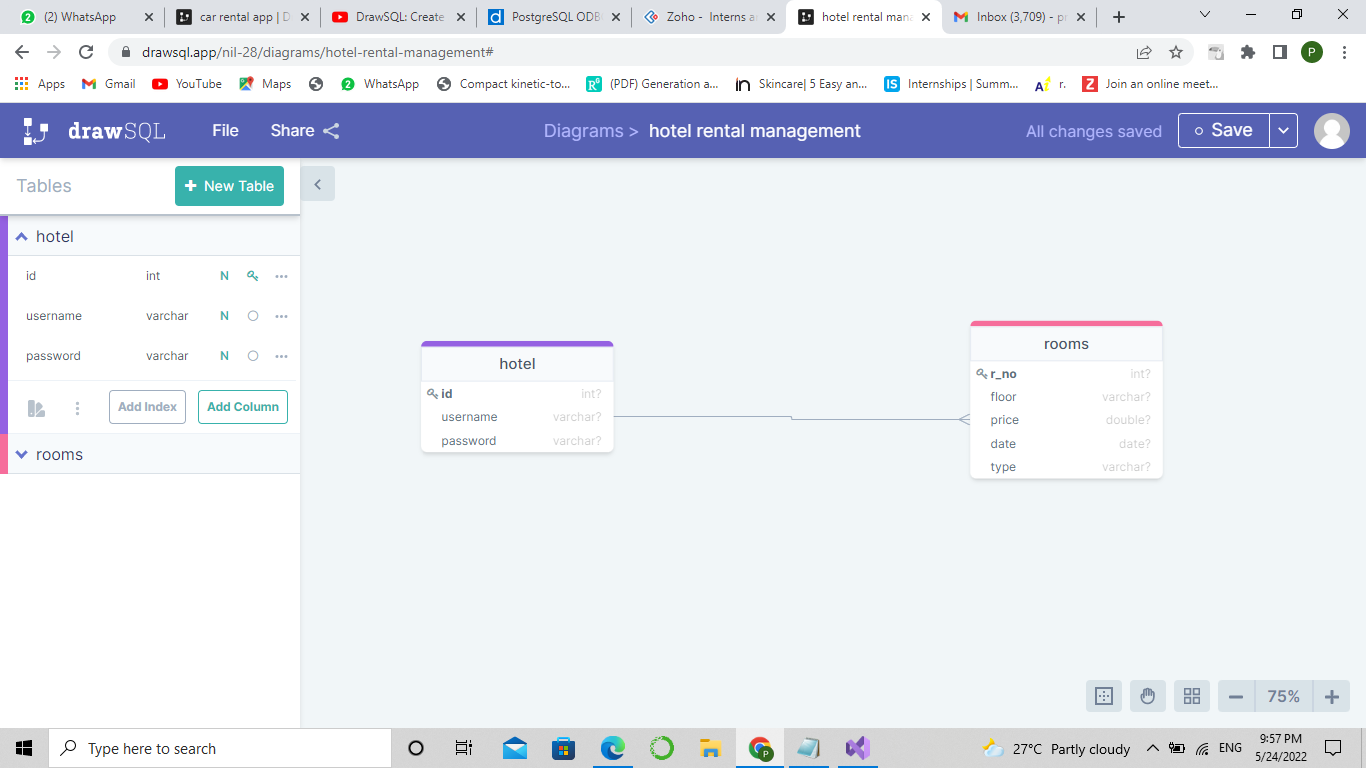 (2) WhatsApp
car rental app | D
DrawSQL: Create
PostgreSQL ODB
Zoho - Interns a
hotel rental man
Inbox (3,709) - pr
drawsql.app/nil-28/diagrams/hotel-rental-management#
P
Apps
Gmail
YouTube
Maps
2
WhatsApp
Compact kinetic-to...
(PDF) Generation a...
Skincare| 5 Easy an...
IS
Internships | Summ...
r.
Z
Join an online meet...
drawSQL
File
Share
Diagrams > hotel rental management
All changes saved
Save
Tables
+ New Table
hotel
id int N
username varchar N
password varchar N
Add Index
Add Column
rooms
hotel
id int?
username varchar?
password varchar?
rooms
r_no int?
floor varchar?
price double?
date date?
type varchar?
75%
Type here to search
27°C Partly cloudy
ENG
9:57 PM
5/24/2022